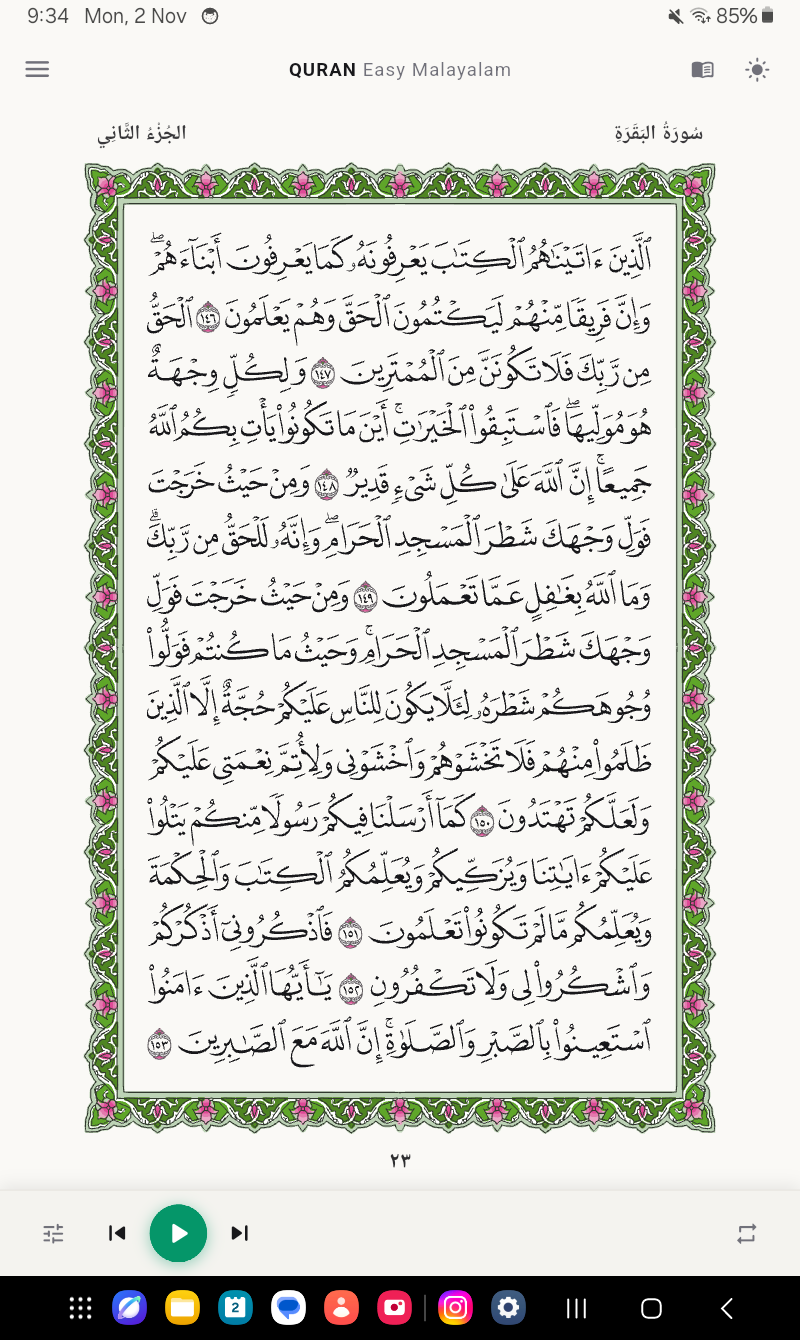 9:34 Mon, 2 Nov 85%
QURAN Easy Malayalam
سُورَةُ البَقَرَةِ الجُزْءُ الثَّانِي
ٱلَّذِينَ ءَاتَيْنَٰهُمُ ٱلْكِتَٰبَ يَعْرِفُونَهُۥ كَمَا يَعْرِفُونَ أَبْنَآءَهُمْۖ
وَإِنَّ فَرِيقًا مِّنْهُمْ لَيَكْتُمُونَ ٱلْحَقَّ وَهُمْ يَعْلَمُونَ ١٤٦ ٱلْحَقُّ
مِن رَّبِّكَ فَلَا تَكُونَنَّ مِنَ ٱلْمُمْتَرِينَ ١٤٧ وَلِكُلٍّ وِجْهَةٌ
هُوَ مُوَلِّيهَاۖ فَٱسْتَبِقُوا۟ ٱلْخَيْرَٰتِۚ أَيْنَ مَا تَكُونُوا۟ يَأْتِ بِكُمُ ٱللَّهُ
جَمِيعًاۚ إِنَّ ٱللَّهَ عَلَىٰ كُلِّ شَىْءٍ قَدِيرٌ ١٤٨ وَمِنْ حَيْثُ خَرَجْتَ
فَوَلِّ وَجْهَكَ شَطْرَ ٱلْمَسْجِدِ ٱلْحَرَامِۖ وَإِنَّهُۥ لَلْحَقُّ مِن رَّبِّكَۗ
وَمَا ٱللَّهُ بِغَٰفِلٍ عَمَّا تَعْمَلُونَ ١٤٩ وَمِنْ حَيْثُ خَرَجْتَ فَوَلِّ
وَجْهَكَ شَطْرَ ٱلْمَسْجِدِ ٱلْحَرَامِۚ وَحَيْثُ مَا كُنتُمْ فَوَلُّوا۟
وُجُوهَكُمْ شَطْرَهُۥ لِئَلَّا يَكُونَ لِلنَّاسِ عَلَيْكُمْ حُجَّةٌ إِلَّا ٱلَّذِينَ
ظَلَمُوا۟ مِنْهُمْ فَلَا تَخْشَوْهُمْ وَٱخْشَوْنِى وَلِأُتِمَّ نِعْمَتِى عَلَيْكُمْ
وَلَعَلَّكُمْ تَهْتَدُونَ ١٥٠ كَمَآ أَرْسَلْنَا فِيكُمْ رَسُولًا مِّنكُمْ يَتْلُوا۟
عَلَيْكُمْ ءَايَٰتِنَا وَيُزَكِّيكُمْ وَيُعَلِّمُكُمُ ٱلْكِتَٰبَ وَٱلْحِكْمَةَ
وَيُعَلِّمُكُم مَّا لَمْ تَكُونُوا۟ تَعْلَمُونَ ١٥١ فَٱذْكُرُونِىٓ أَذْكُرْكُمْ
وَٱشْكُرُوا۟ لِى وَلَا تَكْفُرُونِ ١٥٢ يَٰٓأَيُّهَا ٱلَّذِينَ ءَامَنُوا۟
ٱسْتَعِينُوا۟ بِٱلصَّبْرِ وَٱلصَّلَوٰةِۚ إِنَّ ٱللَّهَ مَعَ ٱلصَّٰبِرِينَ ١٥٣
٢٣
2